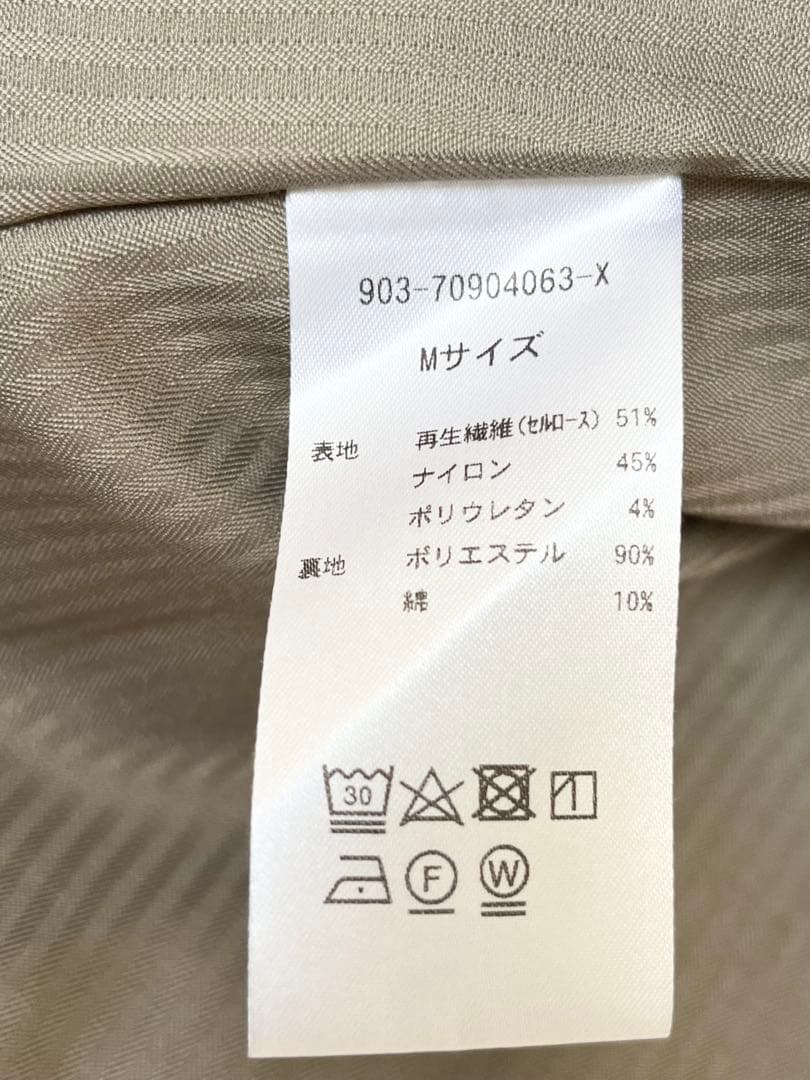 903-70904063-X
Mサイズ
表地 再生繊維(セルロース) 51%
ナイロン 45%
ポリウレタン 4%
裏地 ポリエステル 90%
綿 10%
30
F W